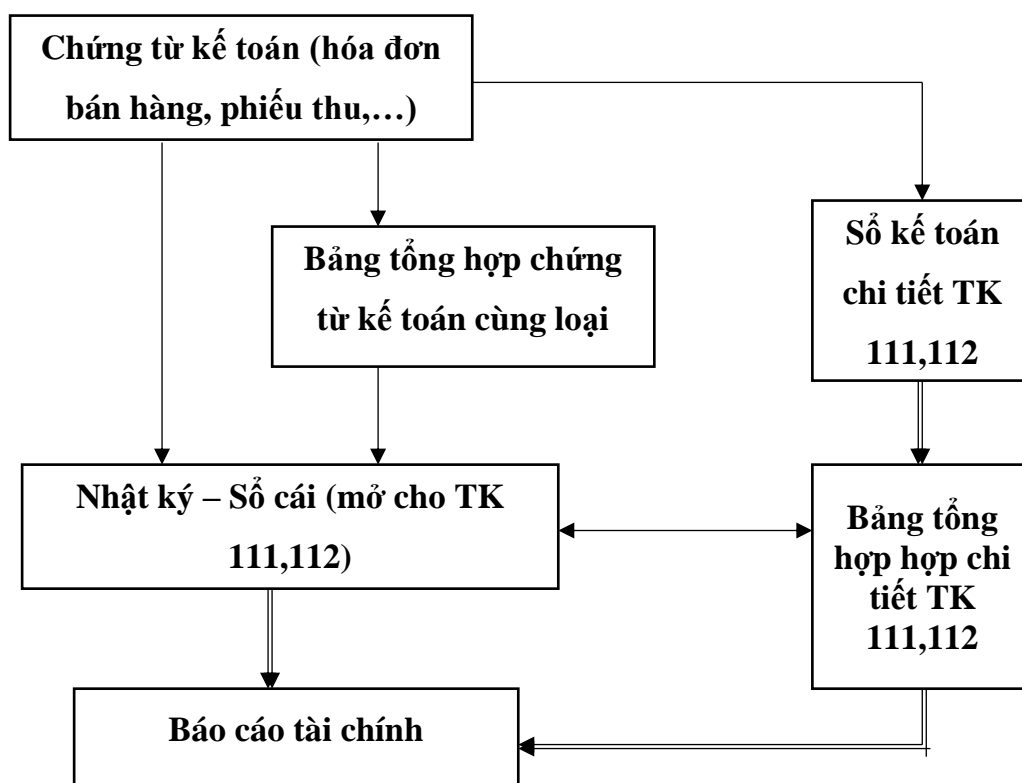 Chứng từ kế toán (hóa đơn
bán hàng, phiếu thu,…)
Bảng tổng hợp chứng
từ kế toán cùng loại
Sổ kế toán
chi tiết TK
111,112
Nhật ký – Sổ cái (mở cho TK
111,112)
Bảng tổng
hợp hợp chi
tiết TK
111,112
Báo cáo tài chính